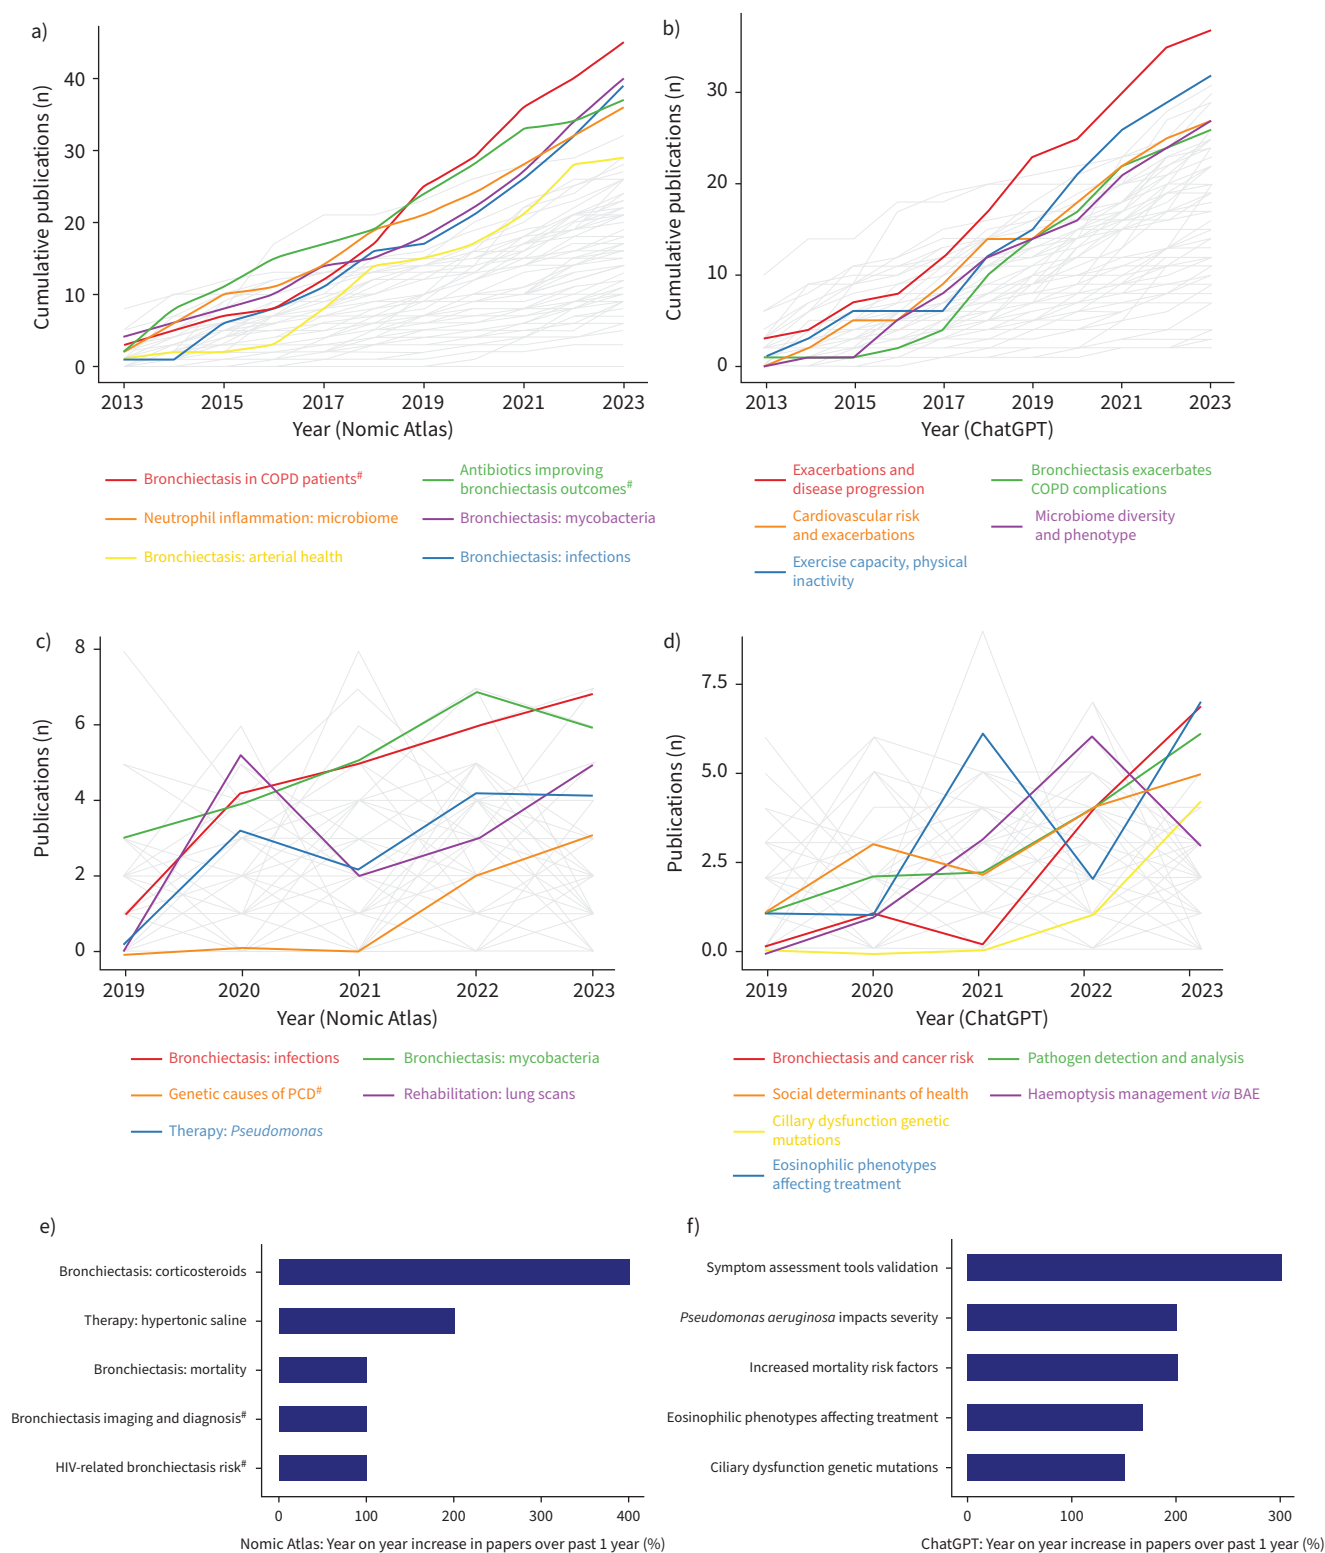 a)
Cumulative publications (n)
40
30
20
10
0
2013 2015 2017 2019 2021 2023
Year (Nomic Atlas)
Bronchiectasis in COPD patients#
Antibiotics improving
bronchiectasis outcomes#
Neutrophil inflammation: microbiome
Bronchiectasis: mycobacteria
Bronchiectasis: arterial health
Bronchiectasis: infections
b)
Cumulative publications (n)
30
20
10
0
2013 2015 2017 2019 2021 2023
Year (ChatGPT)
Exacerbations and
disease progression
Bronchiectasis exacerbates
COPD complications
Cardiovascular risk
and exacerbations
Microbiome diversity
and phenotype
Exercise capacity, physical
inactivity
c)
Publications (n)
8
6
4
2
0
2019 2020 2021 2022 2023
Year (Nomic Atlas)
Bronchiectasis: infections
Bronchiectasis: mycobacteria
Genetic causes of PCD#
Rehabilitation: lung scans
Therapy: Pseudomonas
d)
Publications (n)
7.5
5.0
2.5
0.0
2019 2020 2021 2022 2023
Year (ChatGPT)
Bronchiectasis and cancer risk
Pathogen detection and analysis
Social determinants of health
Haemoptysis management via BAE
Cillary dysfunction genetic
mutations
Eosinophilic phenotypes
affecting treatment
e)
Bronchiectasis: corticosteroids
Therapy: hypertonic saline
Bronchiectasis: mortality
Bronchiectasis imaging and diagnosis#
HIV-related bronchiectasis risk#
0 100 200 300 400
Nomic Atlas: Year on year increase in papers over past 1 year (%)
f)
Symptom assessment tools validation
Pseudomonas aeruginosa impacts severity
Increased mortality risk factors
Eosinophilic phenotypes affecting treatment
Ciliary dysfunction genetic mutations
0 100 200 300
ChatGPT: Year on year increase in papers over past 1 year (%)